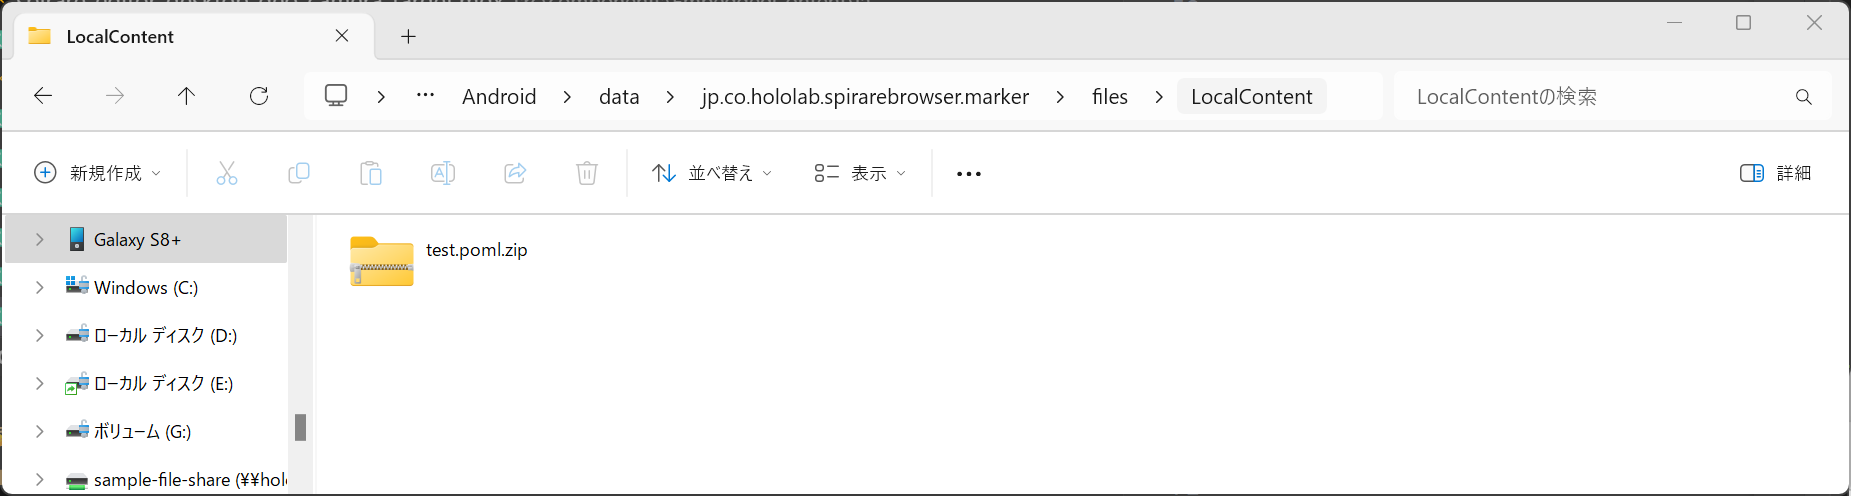 LocalContent
Android data jp.co.hololab.spirarebrowser.marker files LocalContent
LocalContentの検索
新規作成 並べ替え 表示 詳細
Galaxy S8+
test.poml.zip
Windows (C:)
ローカル ディスク (D:)
ローカル ディスク (E:)
ボリューム (G:)
sample-file-share (¥¥hol